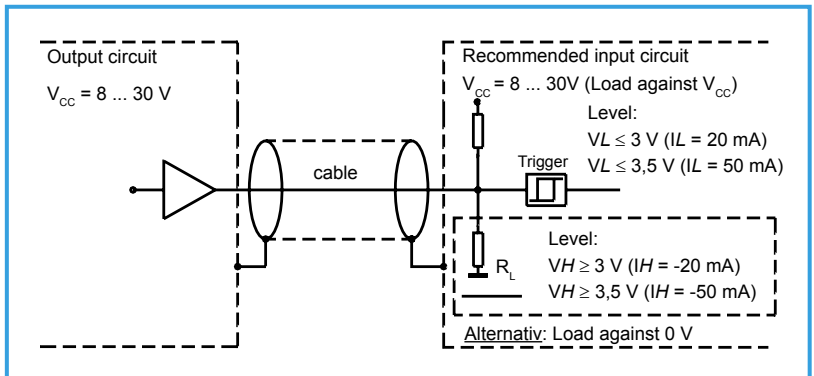 Output circuit
V_CC = 8 ... 30 V
cable
Recommended input circuit
V_CC = 8 ... 30V (Load against V_CC)
Level:
VL ≤ 3 V (IL = 20 mA)
VL ≤ 3,5 V (IL = 50 mA)
Trigger
Level:
VH ≥ 3 V (IH = -20 mA)
VH ≥ 3,5 V (IH = -50 mA)
R_L
Alternativ: Load against 0 V